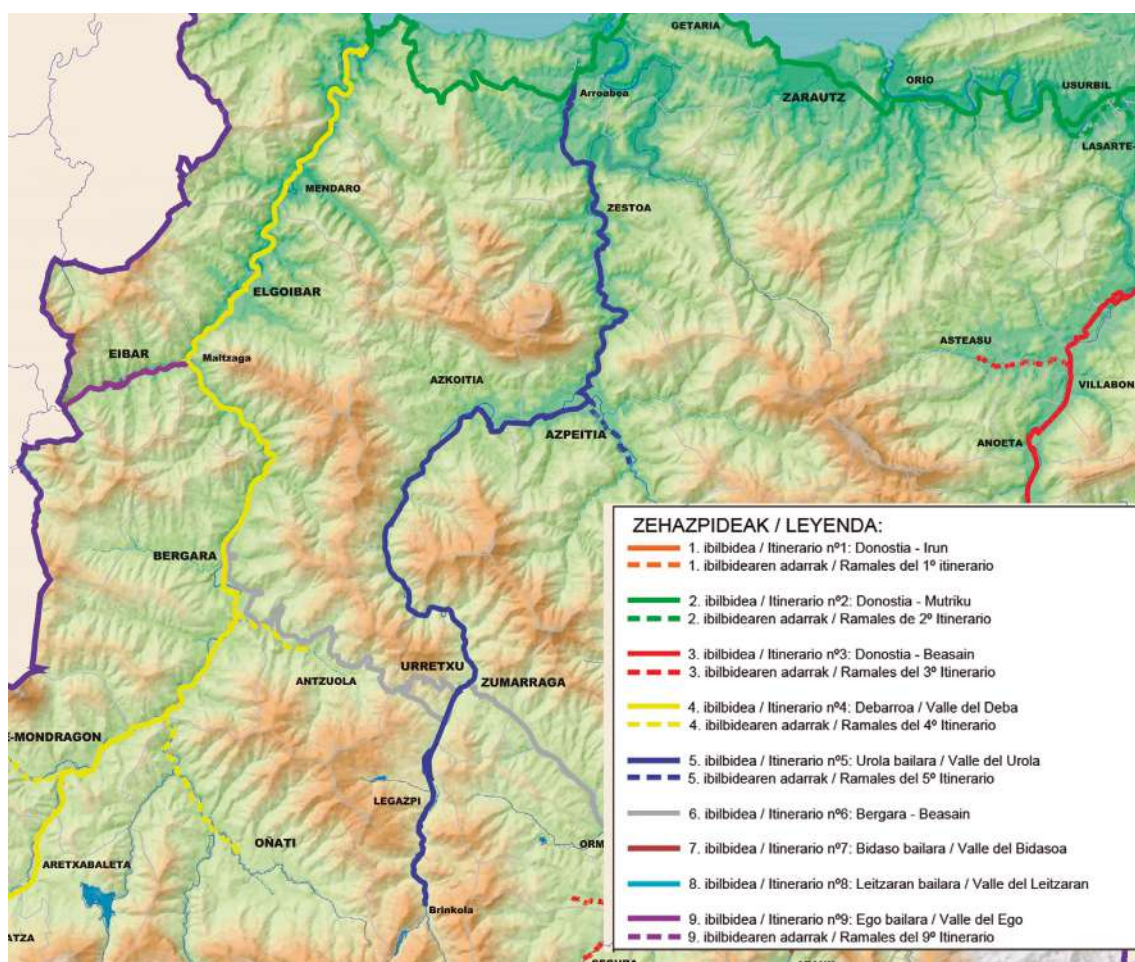 GETARIA
ORIO
USURBIL
Arroabea
ZARAUTZ
LASARTE-
MENDARO
ZESTOA
ELGOIBAR
EIBAR
Maltzaga
ASTEASU
AZKOITIA
VILLABON
AZPEITIA
ANOETA
BERGARA
URRETXU
ANTZUOLA
ZUMARRAGA
E-MONDRAGON
LEGAZPI
OÑATI
ORM
ARETXABALETA
Brinkola
ATZA
SEGURA
ZEHAZPIDEAK / LEYENDA:
1. ibilbidea / Itinerario nº1: Donostia - Irun
1. ibilbidearen adarrak / Ramales del 1º itinerario
2. ibilbidea / Itinerario nº2: Donostia - Mutriku
2. ibilbidearen adarrak / Ramales de 2º Itinerario
3. ibilbidea / Itinerario nº3: Donostia - Beasain
3. ibilbidearen adarrak / Ramales del 3º Itinerario
4. ibilbidea / Itinerario nº4: Debarroa / Valle del Deba
4. ibilbidearen adarrak / Ramales del 4º Itinerario
5. ibilbidea / Itinerario nº5: Urola bailara / Valle del Urola
5. ibilbidearen adarrak / Ramales del 5º Itinerario
6. ibilbidea / Itinerario nº6: Bergara - Beasain
7. ibilbidea / Itinerario nº7: Bidaso bailara / Valle del Bidasoa
8. ibilbidea / Itinerario nº8: Leitzaran bailara / Valle del Leitzaran
9. ibilbidea / Itinerario nº9: Ego bailara / Valle del Ego
9. ibilbidearen adarrak / Ramales del 9º Itinerario